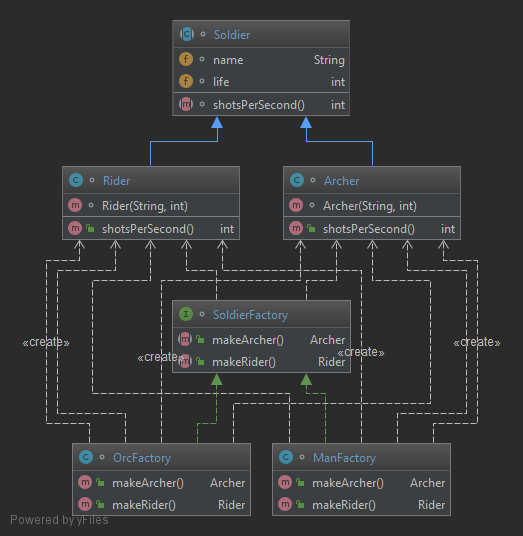 Soldier
name String
life int
shotsPerSecond() int
Rider
Rider(String, int)
shotsPerSecond() int
Archer
Archer(String, int)
shotsPerSecond() int
SoldierFactory
makeArcher() Archer
makeRider() Rider
«create»
«create»
«create»
«create»
OrcFactory
makeArcher() Archer
makeRider() Rider
ManFactory
makeArcher() Archer
makeRider() Rider
Powered by yFiles